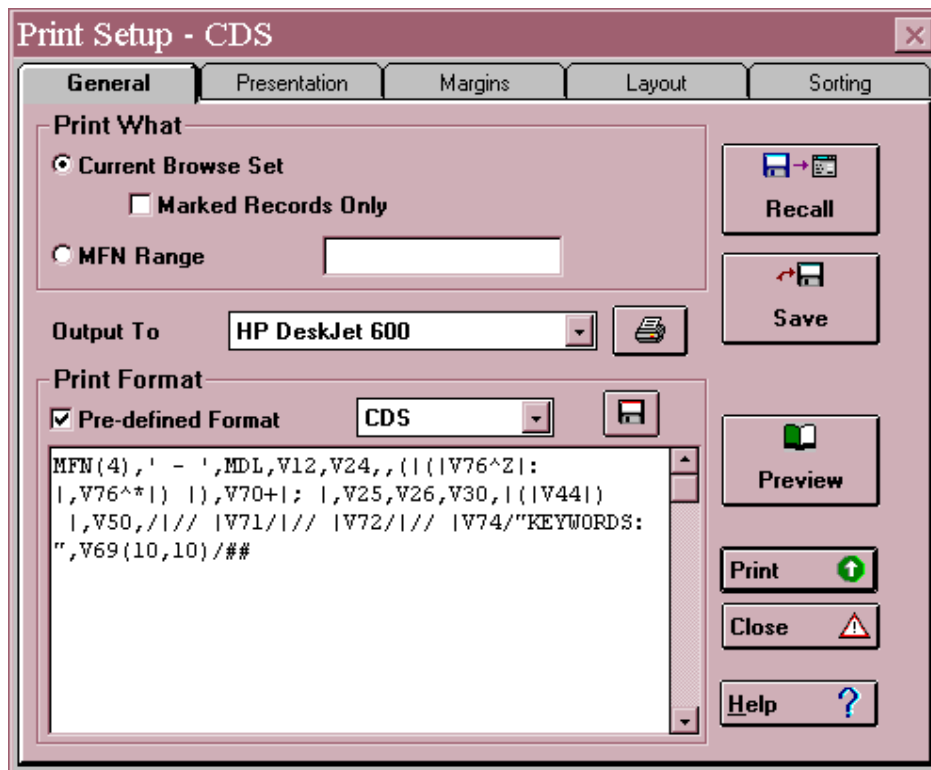 Print Setup - CDS
General Presentation Margins Layout Sorting
Print What
Current Browse Set
Marked Records Only
MFN Range
Recall
Save
Output To HP DeskJet 600
Print Format
Pre-defined Format CDS
MFN(4),' - ',MDL,V12,V24,,(|(|V76^Z|:
|,V76^*|) |),V70+|; |,V25,V26,V30,|(|V44|)
|,V50,/|// |V71/|// |V72/|// |V74/"KEYWORDS:
",V69(10,10)/##
Preview
Print
Close
Help